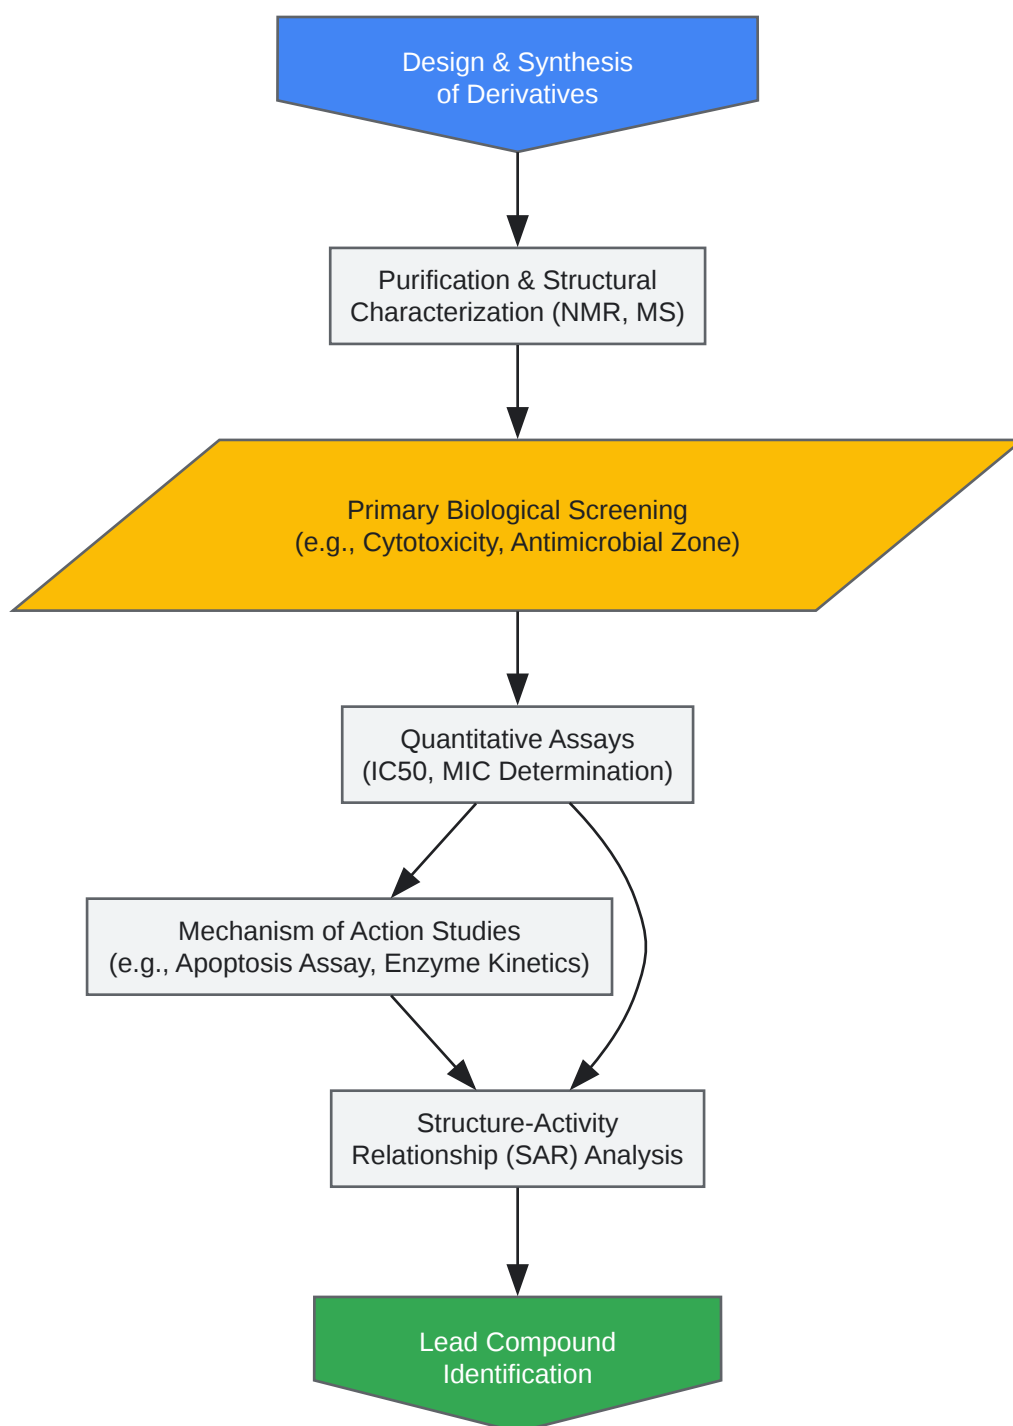 Design & Synthesis
of Derivatives
Purification & Structural
Characterization (NMR, MS)
Primary Biological Screening
(e.g., Cytotoxicity, Antimicrobial Zone)
Quantitative Assays
(IC50, MIC Determination)
Mechanism of Action Studies
(e.g., Apoptosis Assay, Enzyme Kinetics)
Structure-Activity
Relationship (SAR) Analysis
Lead Compound
Identification